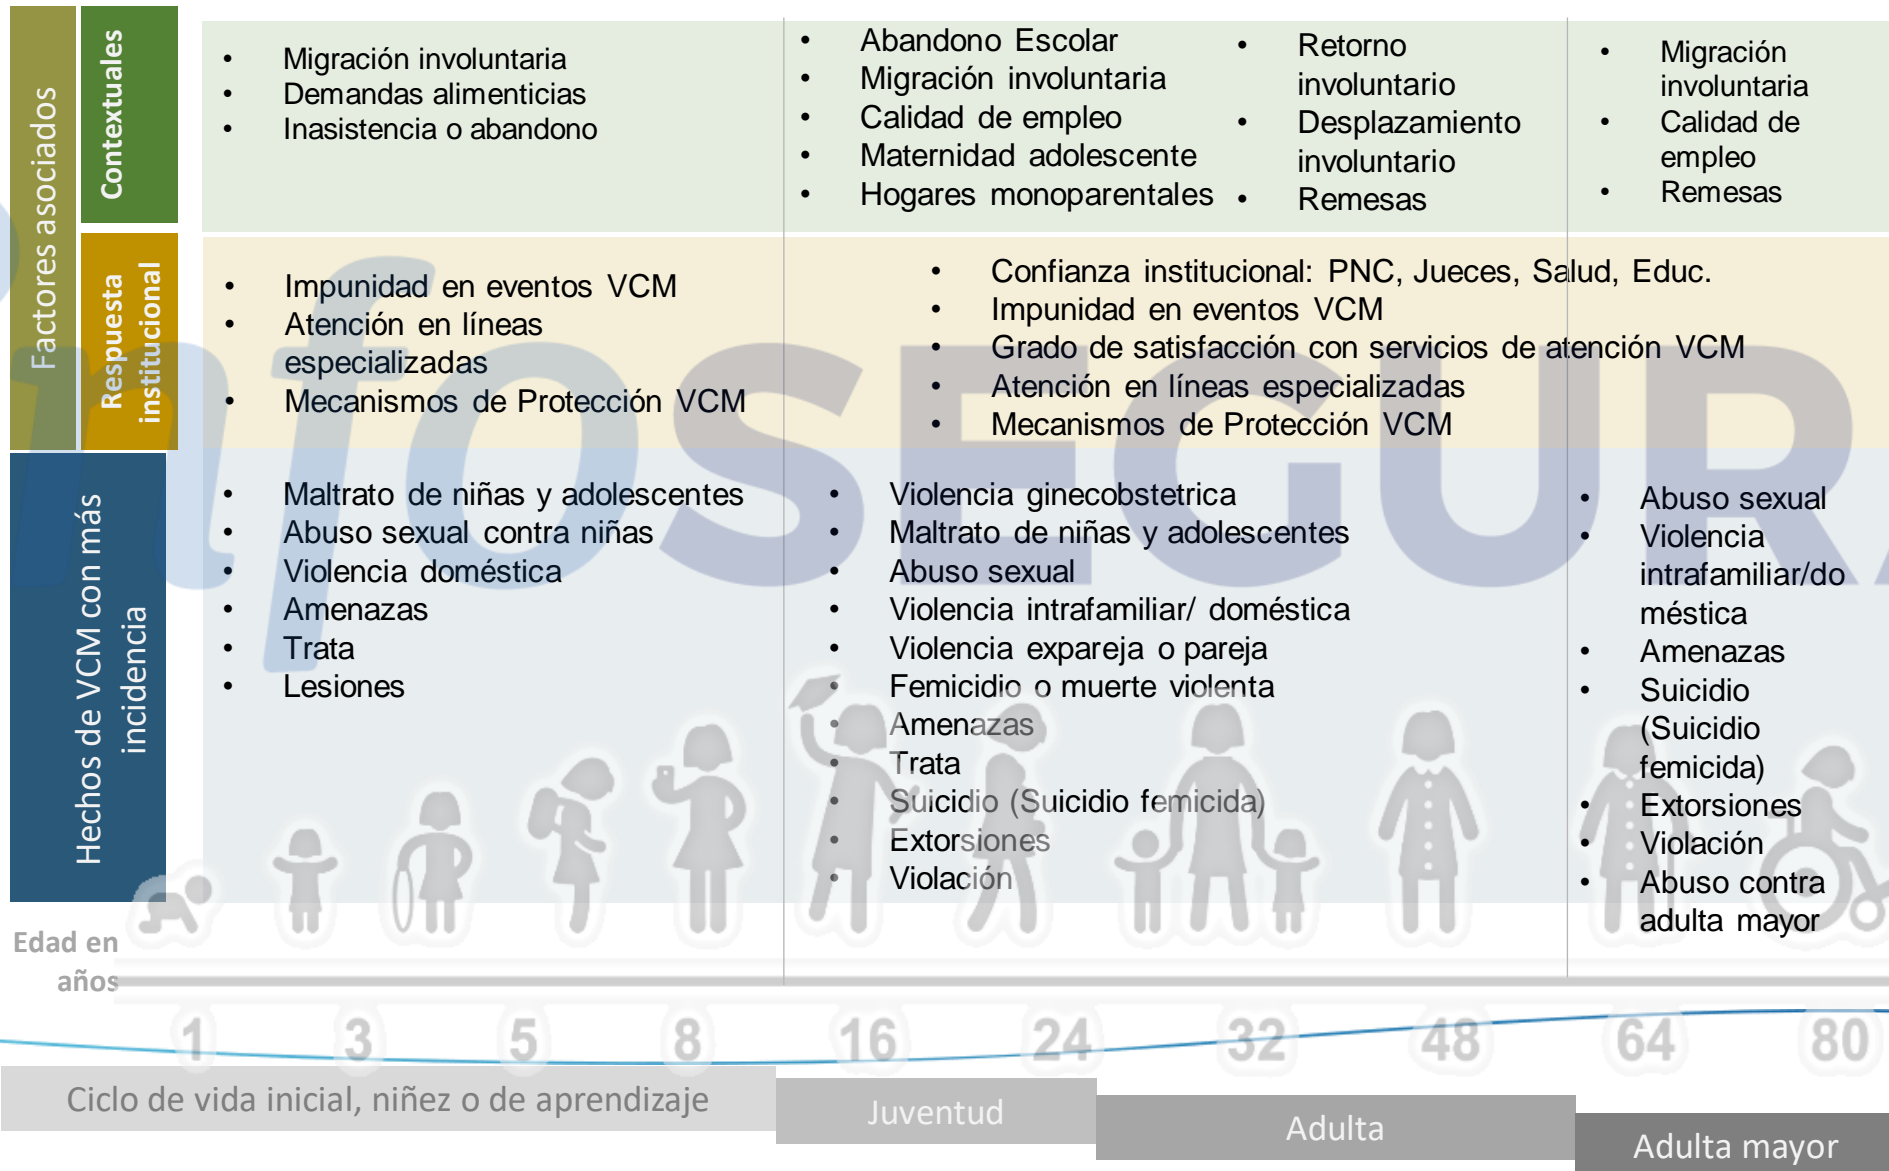 Factores asociados
Contextuales
• Migración involuntaria
• Demandas alimenticias
• Inasistencia o abandono
• Abandono Escolar
• Migración involuntaria
• Calidad de empleo
• Maternidad adolescente
• Hogares monoparentales
• Retorno
involuntario
• Desplazamiento
involuntario
• Remesas
• Migración
involuntaria
• Calidad de
empleo
• Remesas
Respuesta
institucional
• Impunidad en eventos VCM
• Atención en líneas
especializadas
• Mecanismos de Protección VCM
• Confianza institucional: PNC, Jueces, Salud, Educ.
• Impunidad en eventos VCM
• Grado de satisfacción con servicios de atención VCM
• Atención en líneas especializadas
• Mecanismos de Protección VCM
infoSEGURA
Hechos de VCM con más
incidencia
• Maltrato de niñas y adolescentes
• Abuso sexual contra niñas
• Violencia doméstica
• Amenazas
• Trata
• Lesiones
• Violencia ginecobstetrica
• Maltrato de niñas y adolescentes
• Abuso sexual
• Violencia intrafamiliar/ doméstica
• Violencia expareja o pareja
• Femicidio o muerte violenta
• Amenazas
• Trata
• Suicidio (Suicidio femicida)
• Extorsiones
• Violación
• Abuso sexual
• Violencia
intrafamiliar/do
méstica
• Amenazas
• Suicidio
(Suicidio
femicida)
• Extorsiones
• Violación
• Abuso contra
adulta mayor
Edad en
años
1 3 5 8 16 24 32 48 64 80
Ciclo de vida inicial, niñez o de aprendizaje
Juventud
Adulta
Adulta mayor